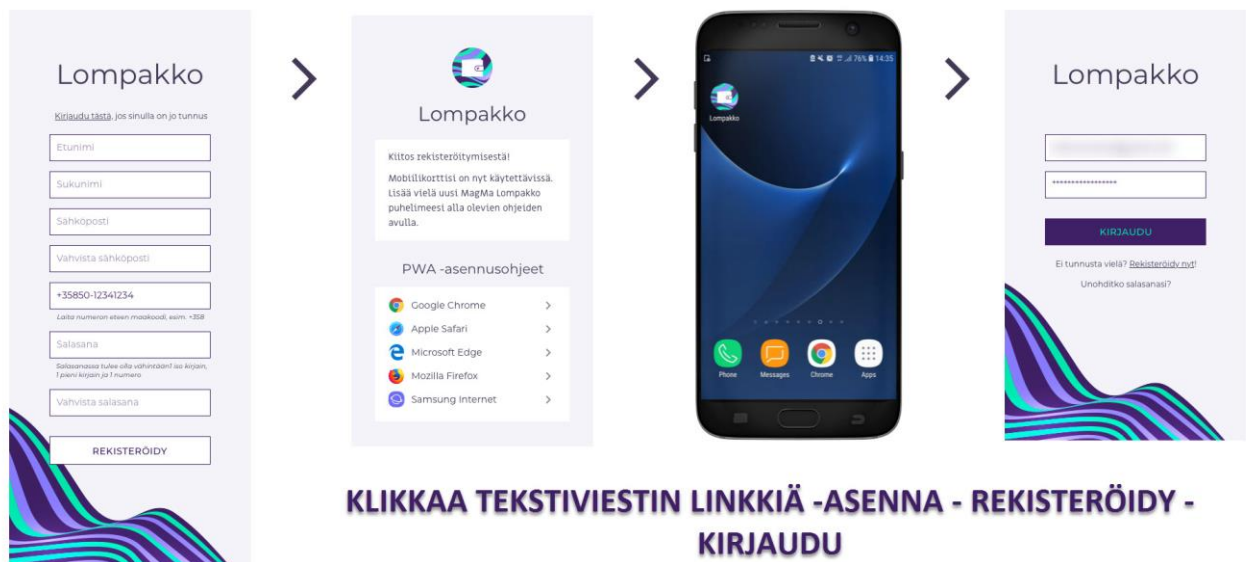 Lompakko
Kirjaudu tästä, jos sinulla on jo tunnus
Etunimi
Sukunimi
Sähköposti
Vahvista sähköposti
+35850-12341234
Laita numeron eteen maakoodi, esim. +358
Salasana
Salasanassa tulee olla vähintään1 iso kirjain,
1 pieni kirjain ja 1 numero
Vahvista salasana
REKISTERÖIDY
Lompakko
Kiitos rekisteröitymisestä!
Mobiilikorttisi on nyt käytettävissä.
Lisää vielä uusi MagMa Lompakko
puhelimeesi alla olevien ohjeiden
avulla.
PWA -asennusohjeet
Google Chrome
Apple Safari
Microsoft Edge
Mozilla Firefox
Samsung Internet
76% 14:35
Lompakko
Phone Messages Chrome Apps
Lompakko
*****************
KIRJAUDU
Ei tunnusta vielä? Rekisteröidy nyt!
Unohditko salasanasi?
KLIKKAA TEKSTIVIESTIN LINKKIÄ -ASENNA - REKISTERÖIDY -
KIRJAUDU